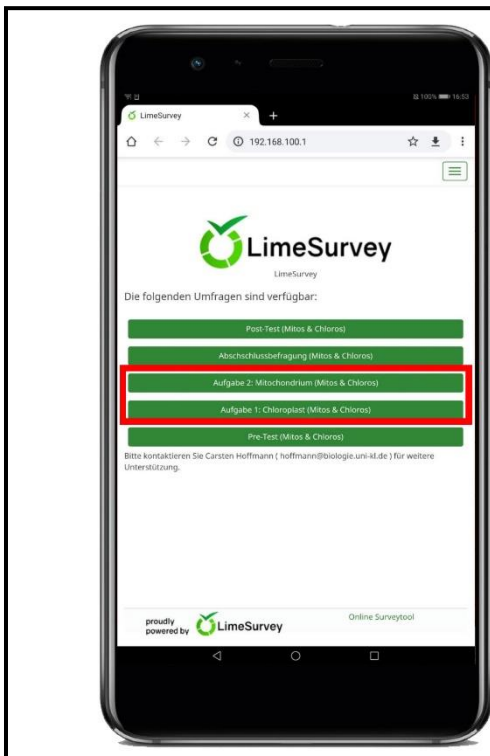 100% 16:53
LimeSurvey
192.168.100.1
LimeSurvey
LimeSurvey
Die folgenden Umfragen sind verfügbar:
Post-Test (Mitos & Chloros)
Abschschlussbefragung (Mitos & Chloros)
Aufgabe 2: Mitochondrium (Mitos & Chloros)
Aufgabe 1: Chloroplast (Mitos & Chloros)
Pre-Test (Mitos & Chloros)
Bitte kontaktieren Sie Carsten Hoffmann ( hoffmann@biologie.uni-kl.de ) für weitere
Unterstützung.
proudly
powered by LimeSurvey
Online Surveytool